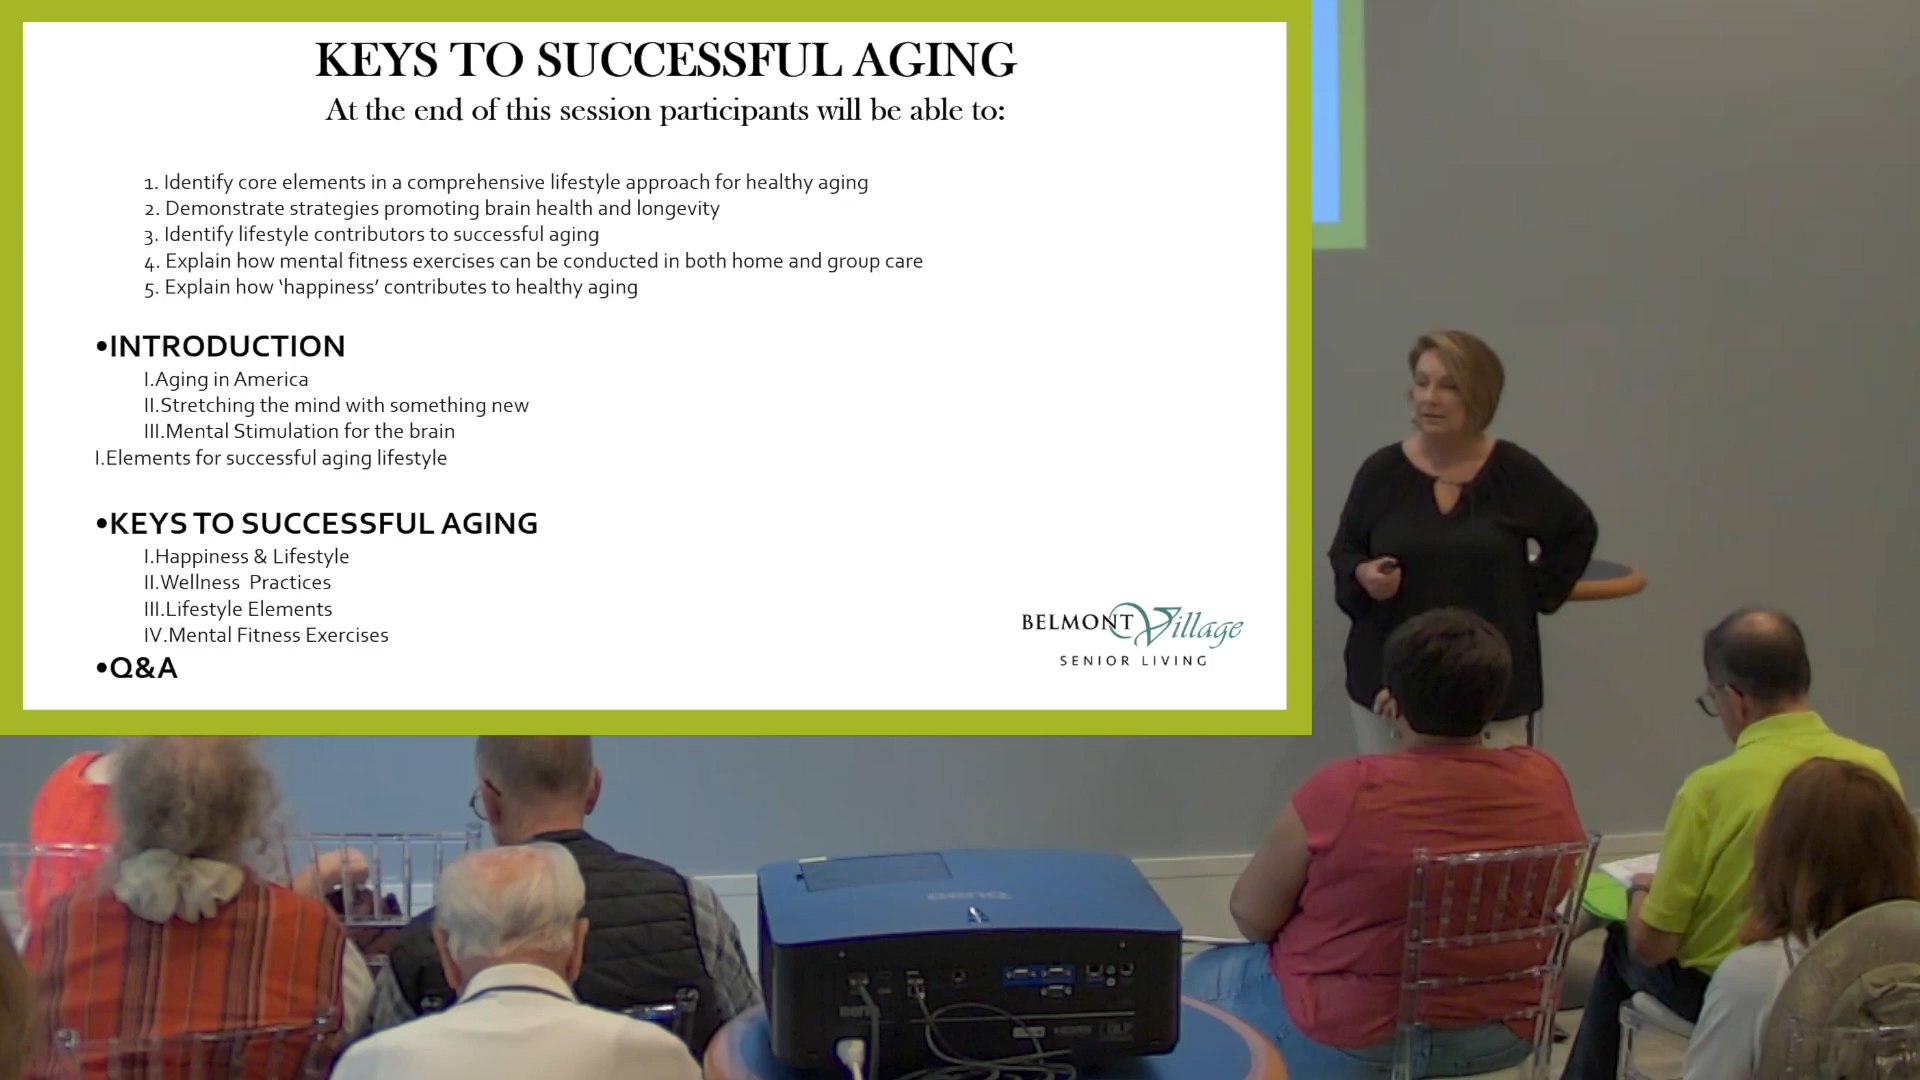 KEYS TO SUCCESSFUL AGING
At the end of this session participants will be able to:
1. Identify core elements in a comprehensive lifestyle approach for healthy aging
2. Demonstrate strategies promoting brain health and longevity
3. Identify lifestyle contributors to successful aging
4. Explain how mental fitness exercises can be conducted in both home and group care
5. Explain how ‘happiness’ contributes to healthy aging
•INTRODUCTION
I.Aging in America
II.Stretching the mind with something new
III.Mental Stimulation for the brain
I.Elements for successful aging lifestyle
•KEYS TO SUCCESSFUL AGING
I.Happiness & Lifestyle
II.Wellness  Practices
III.Lifestyle Elements
IV.Mental Fitness Exercises
•Q&A
BELMONT Village
SENIOR LIVING
BenQ